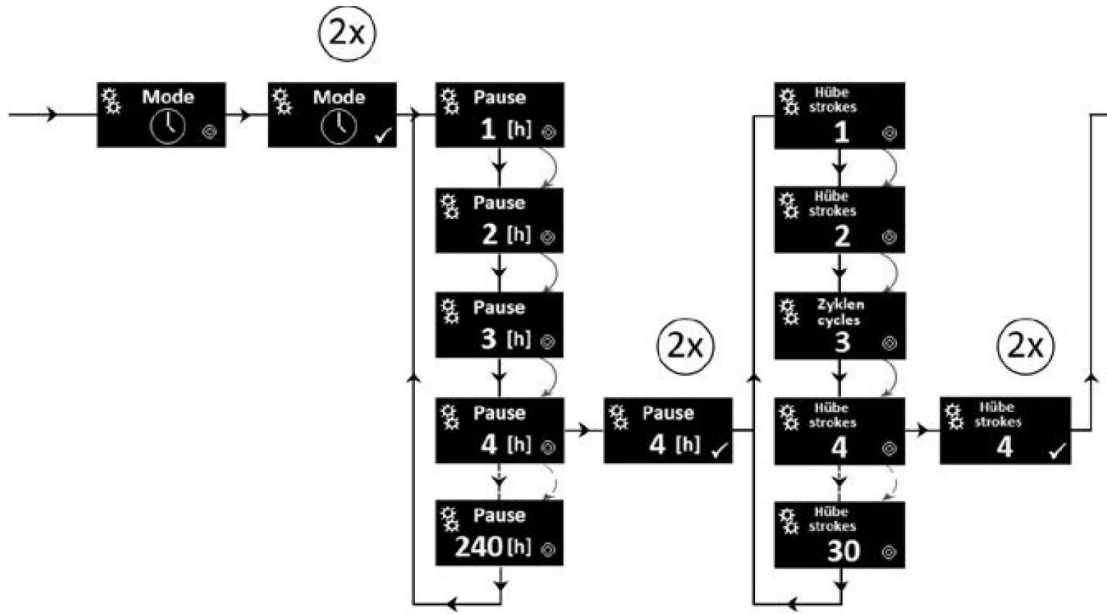 2x
Mode
Mode
Pause
1 [h]
Pause
2 [h]
Pause
3 [h]
Pause
4 [h]
Pause
240 [h]
2x
Pause
4 [h]
Hübe
strokes
1
Hübe
strokes
2
Zyklen
cycles
3
Hübe
strokes
4
Hübe
strokes
30
2x
Hübe
strokes
4